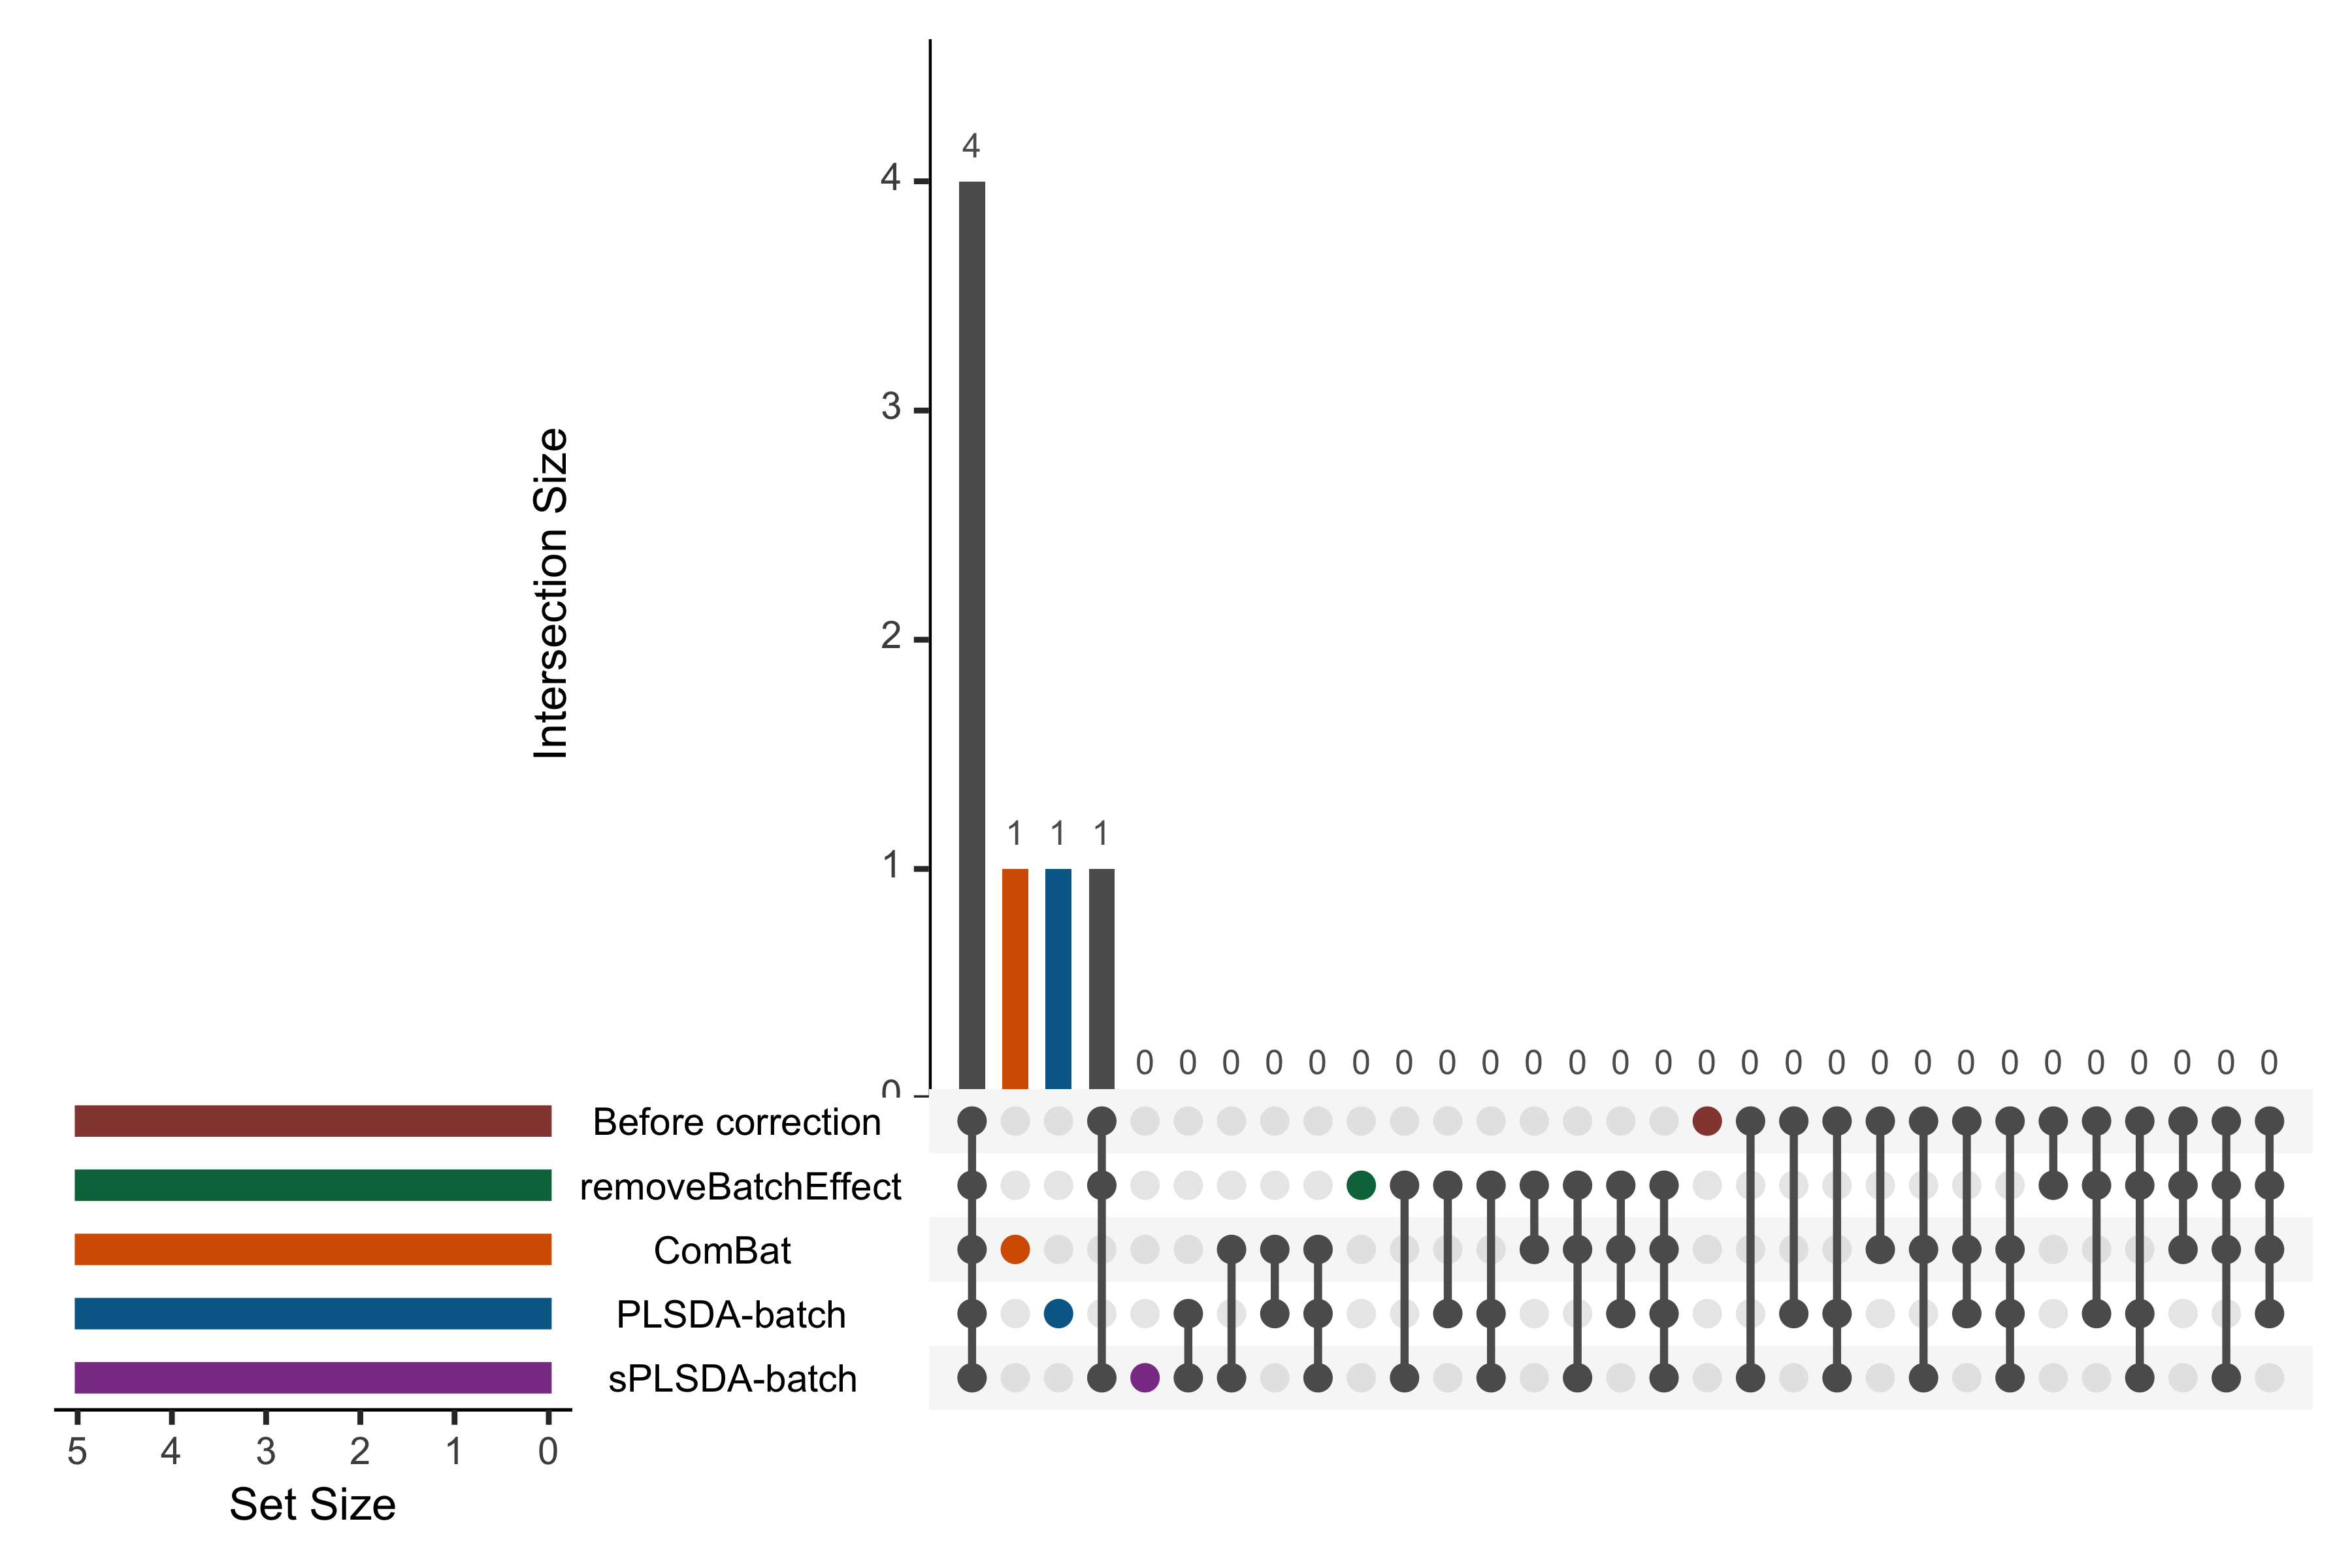 Intersection Size
4
3
2
1
0
4
1 1 1
0 0 0 0 0 0 0 0 0 0 0 0 0 0 0 0 0 0 0 0 0 0 0 0 0 0 0
Before correction
removeBatchEffect
ComBat
PLSDA-batch
sPLSDA-batch
5 4 3 2 1 0
Set Size